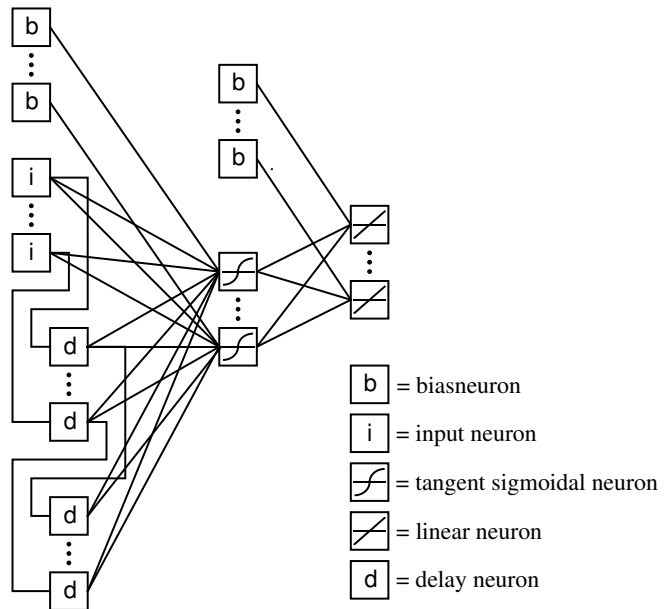 b
b
b
b
i
i
d
d
d
d
b = biasneuron
i = input neuron
= tangent sigmoidal neuron
= linear neuron
d = delay neuron